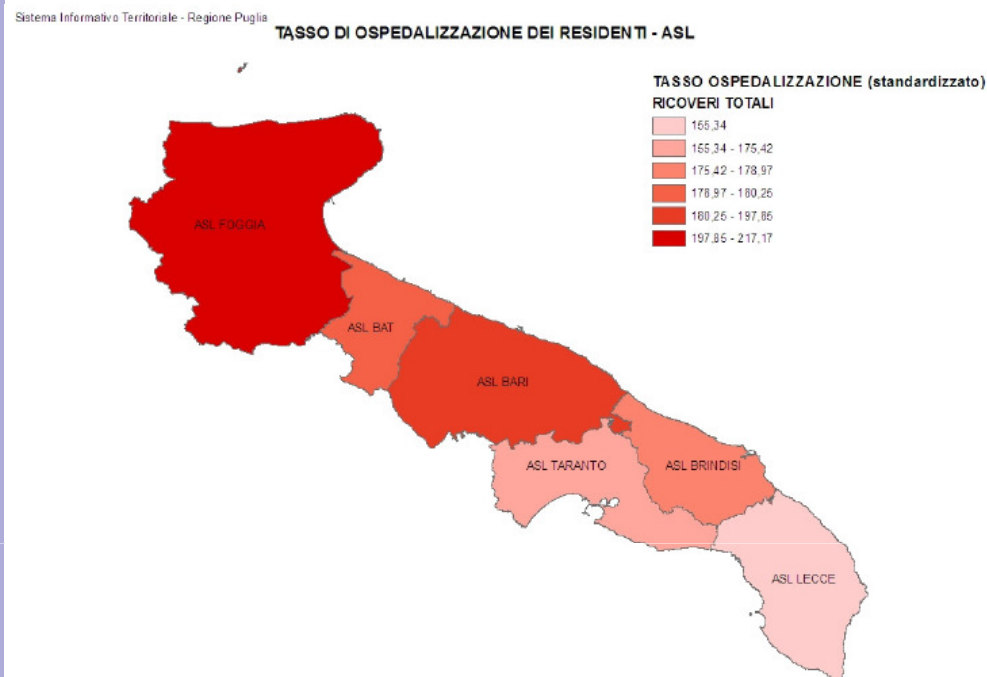 Sistema Informativo Territoriale - Regione Puglia
TASSO DI OSPEDALIZZAZIONE DEI RESIDENTI - ASL
TASSO OSPEDALIZZAZIONE (standardizzato)
RICOVERI TOTALI
155,34
155,34 - 175,42
175,42 - 178,97
178,97 - 180,25
180,25 - 197,85
197,85 - 217,17
ASL FOGGIA
ASL BAT
ASL BARI
ASL TARANTO
ASL BRINDISI
ASL LECCE